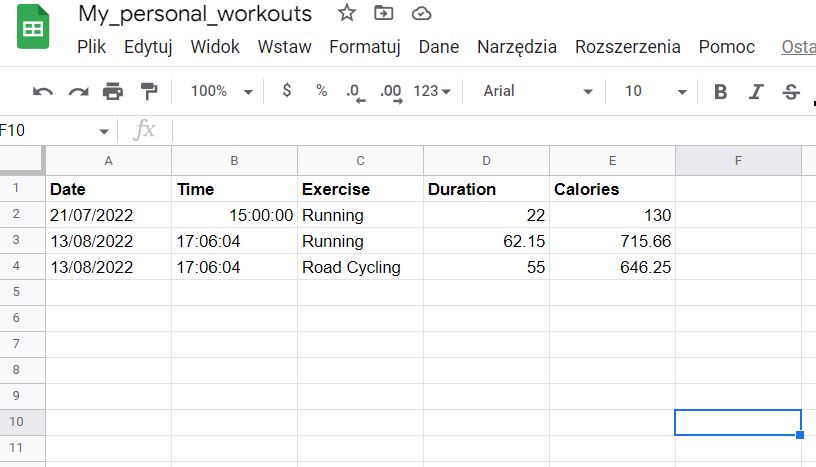 My_personal_workouts
Plik Edytuj Widok Wstaw Formatuj Dane Narzędzia Rozszerzenia Pomoc Osta
100% $ % .0 .00 123 Arial 10 B I S
F10 fx
A B C D E F
1 Date Time Exercise Duration Calories
2 21/07/2022 15:00:00 Running 22 130
3 13/08/2022 17:06:04 Running 62.15 715.66
4 13/08/2022 17:06:04 Road Cycling 55 646.25
5
6
7
8
9
10
11